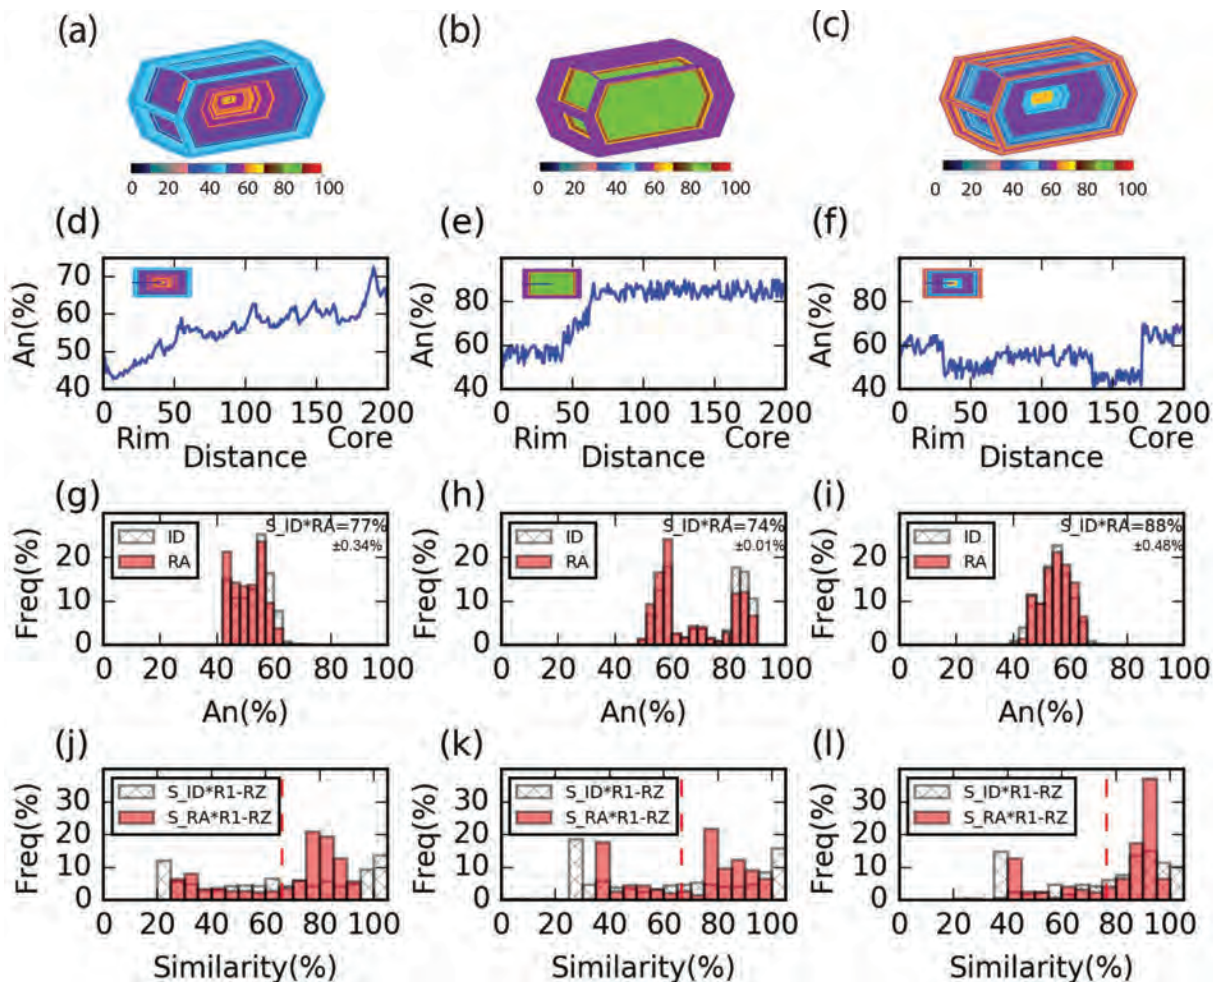 (a) (b) (c)
0 20 40 60 80 100 0 20 40 60 80 100 0 20 40 60 80 100
(d) (e) (f)
An(%) 70 60 50 40
0 50 100 150 200
Rim Core
Distance
An(%) 80 60 40
0 50 100 150 200
Rim Core
Distance
An(%) 80 60 40
0 50 100 150 200
Rim Core
Distance
(g) (h) (i)
Freq(%) 20 10 0
ID
RA
S_ID*RA=77%
±0.34%
0 20 40 60 80 100
An(%)
Freq(%) 20 10 0
ID
RA
S_ID*RA=74%
±0.01%
0 20 40 60 80 100
An(%)
Freq(%) 20 10 0
ID
RA
S_ID*RA=88%
±0.48%
0 20 40 60 80 100
An(%)
(j) (k) (l)
Freq(%) 30 20 10 0
S_ID*R1-RZ
S_RA*R1-RZ
0 20 40 60 80 100
Similarity(%)
Freq(%) 30 20 10 0
S_ID*R1-RZ
S_RA*R1-RZ
0 20 40 60 80 100
Similarity(%)
Freq(%) 30 20 10 0
S_ID*R1-RZ
S_RA*R1-RZ
0 20 40 60 80 100
Similarity(%)